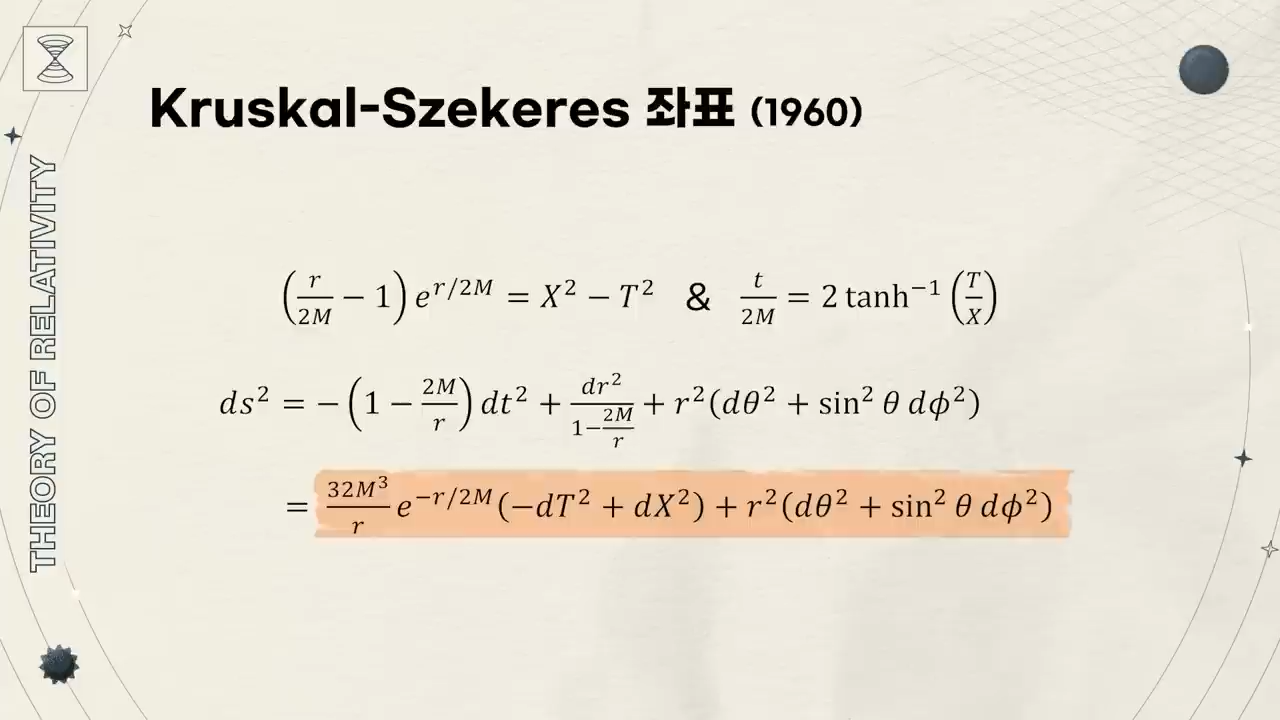 Kruskal-Szekeres 좌표 (1960)
THEORY OF RELATIVITY
(r/2M − 1) e^{r/2M} = X² − T² & t/2M = 2 tanh⁻¹ (T/X)
ds² = −(1 − 2M/r) dt² + dr²/(1−2M/r) + r²(dθ² + sin² θ dϕ²)
= 32M³/r e^{−r/2M}(−dT² + dX²) + r²(dθ² + sin² θ dϕ²)